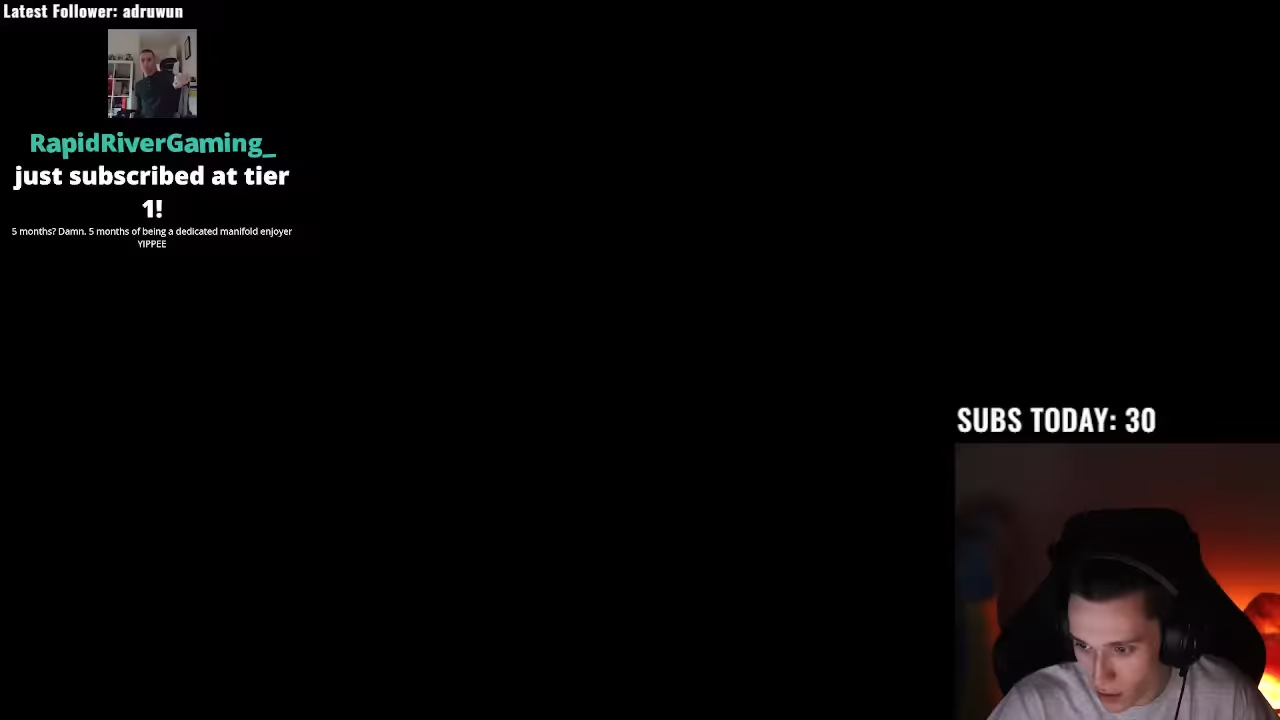 Latest Follower: adruwun
RapidRiverGaming_
just subscribed at tier
1!
5 months? Damn. 5 months of being a dedicated manifold enjoyer
YIPPEE
SUBS TODAY: 30